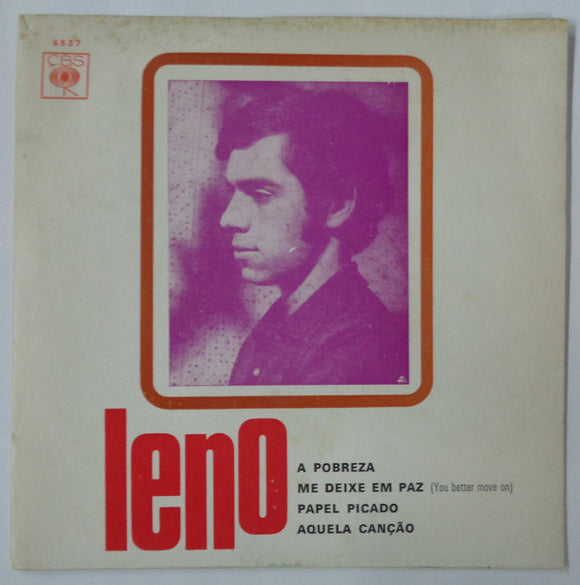 6537
CBS
leno
A POBREZA
ME DEIXE EM PAZ (You better move on)
PAPEL PICADO
AQUELA CANÇÃO